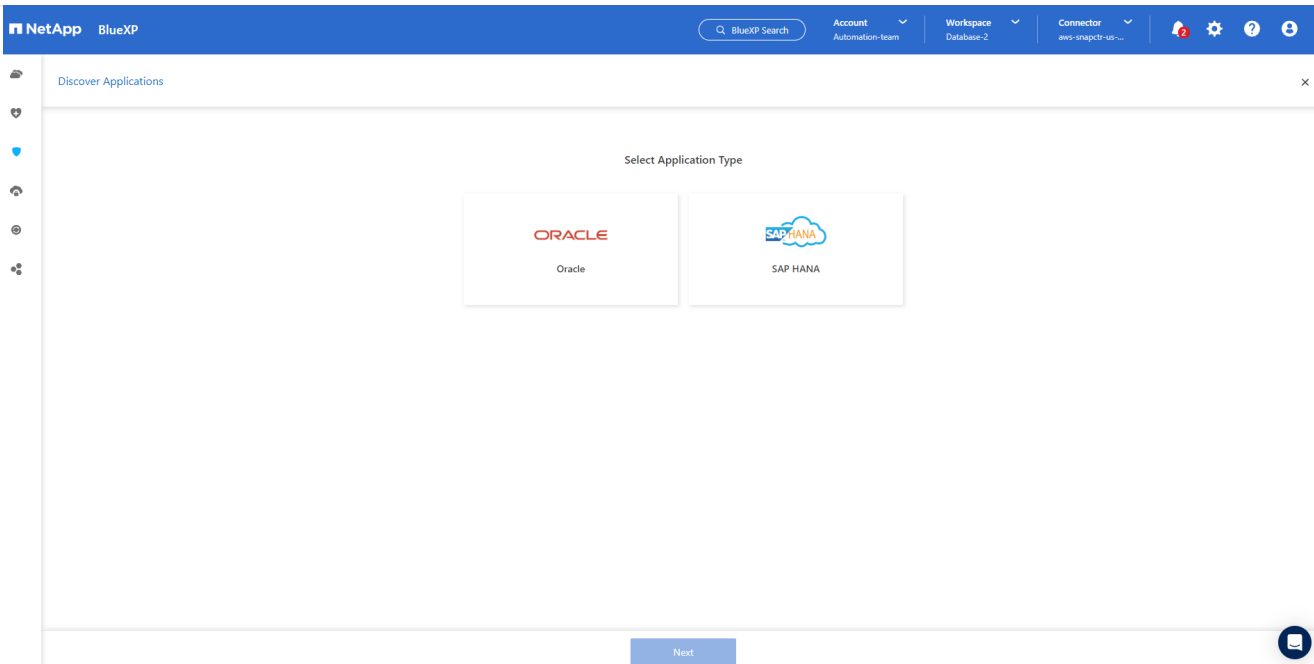 NetApp BlueXP
BlueXP Search
Account
Automation-team
Workspace
Database-2
Connector
aws-snapctr-us-...
2
Discover Applications
Select Application Type
ORACLE
Oracle
SAP HANA
SAP HANA
Next